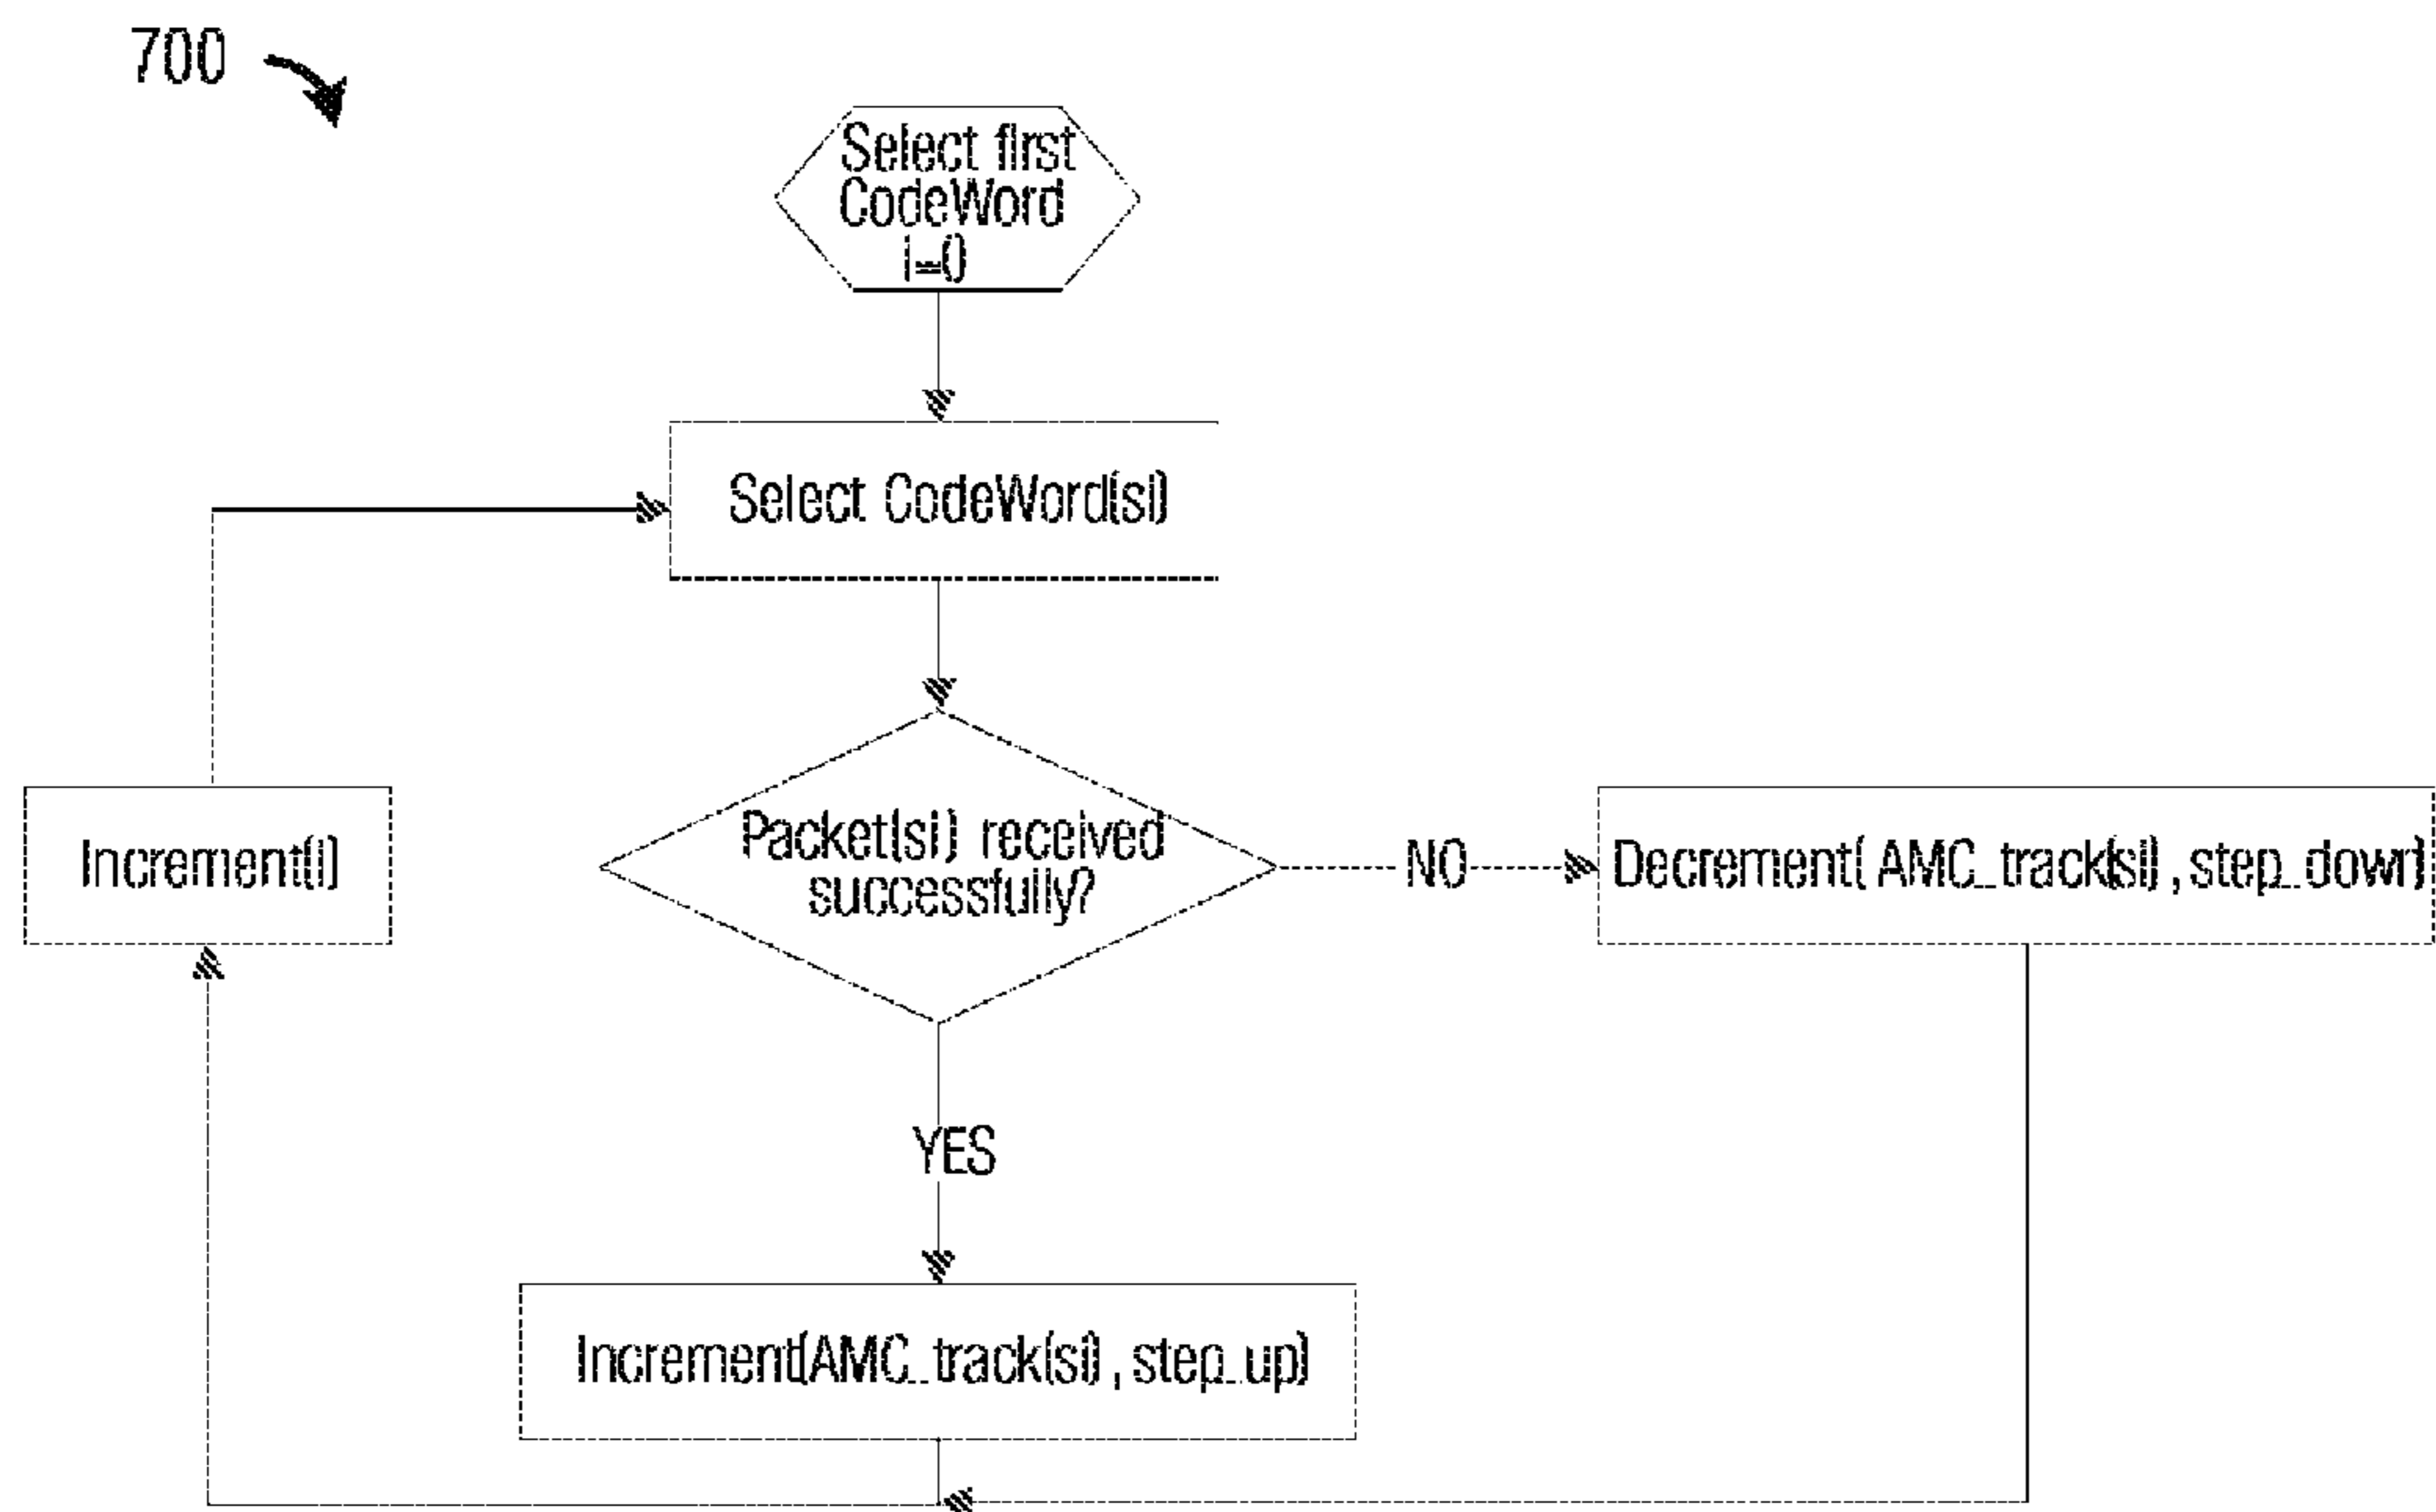 700
Select first
CodeWord
i=0
Select CodeWord(si)
Increment(i)
Packet(si) received
successfully?
NO
Decrement( AMC_track(si) , step_down)
YES
Increment(AMC_track(si) , step_up)